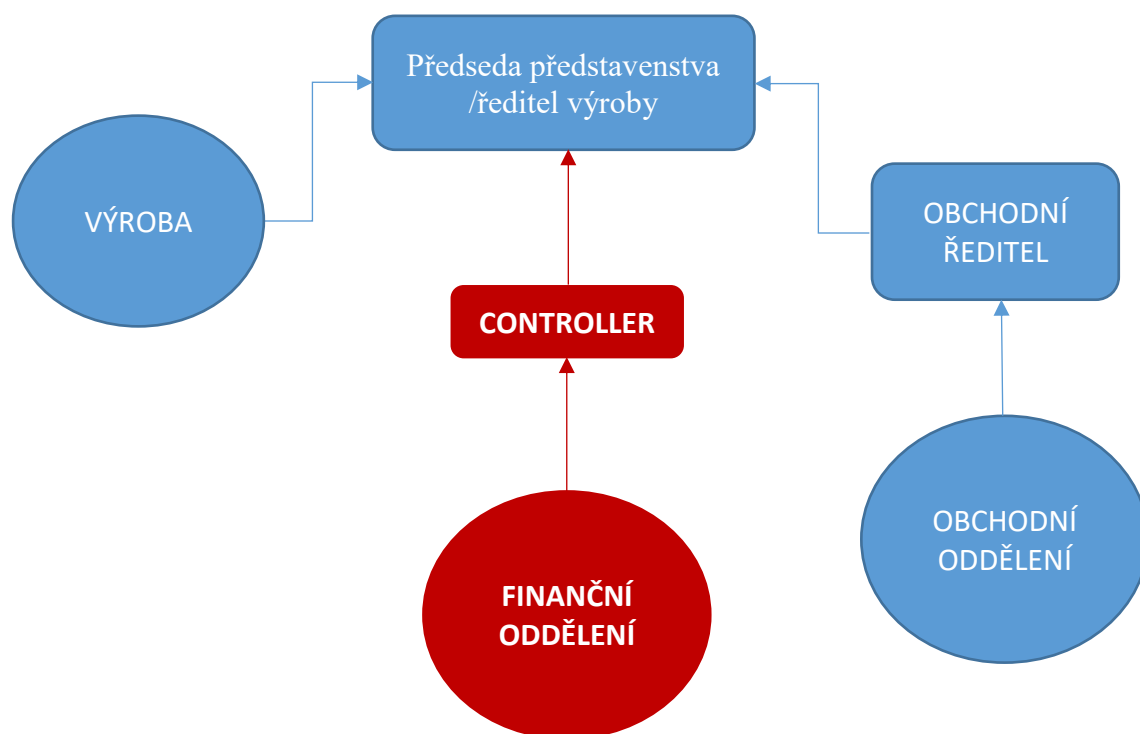 Předseda představenstva
/ředitel výroby
VÝROBA
OBCHODNÍ
ŘEDITEL
CONTROLLER
OBCHODNÍ
ODDĚLENÍ
FINANČNÍ
ODDĚLENÍ